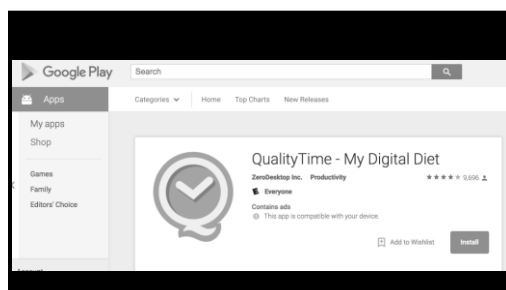 Google Play
Search
Apps
Categories
Home
Top Charts
New Releases
My apps
Shop
Games
Family
Editors' Choice
QualityTime - My Digital Diet
ZeroDesktop Inc. Productivity
9,696
Everyone
Contains ads
This app is compatible with your device.
Add to Wishlist
Install
Account